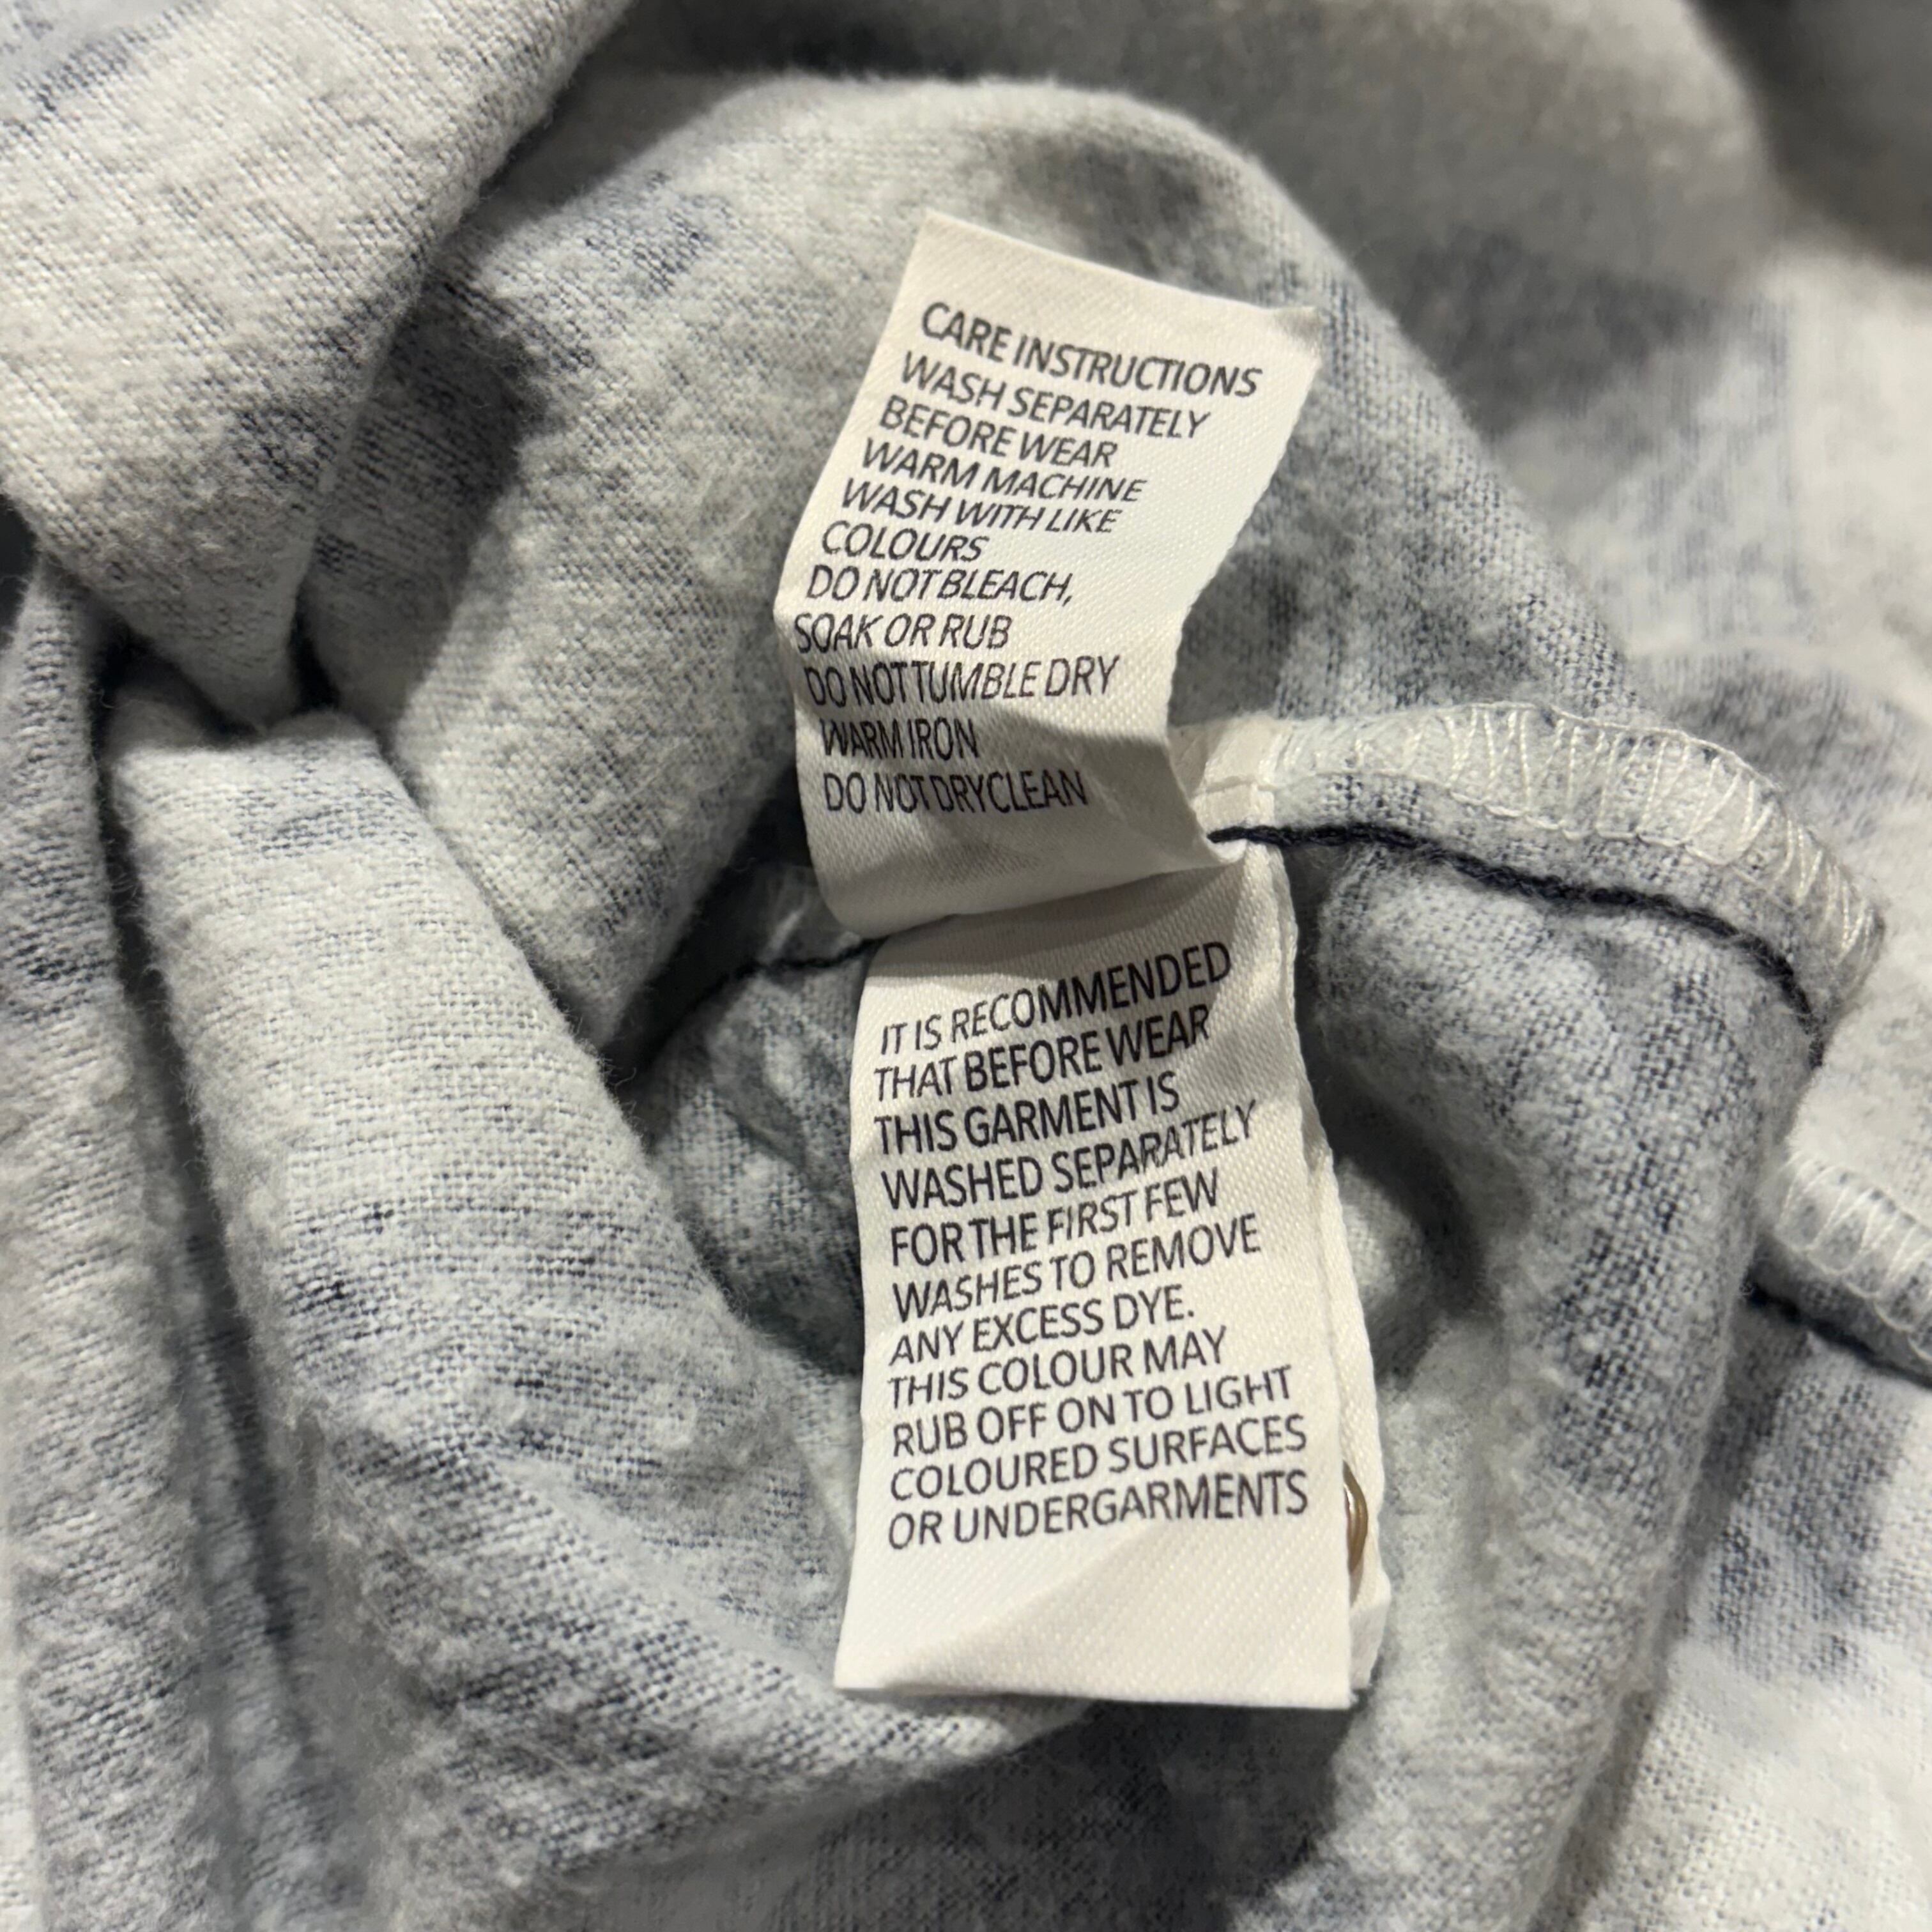 CARE INSTRUCTIONS
WASH SEPARATELY
BEFORE WEAR
WARM MACHINE
WASH WITH LIKE
COLOURS
DO NOT BLEACH,
SOAK OR RUB
DO NOT TUMBLE DRY
WARM IRON
DO NOT DRYCLEAN
IT IS RECOMMENDED
THAT BEFORE WEAR
THIS GARMENT IS
WASHED SEPARATELY
FOR THE FIRST FEW
WASHES TO REMOVE
ANY EXCESS DYE.
THIS COLOUR MAY
RUB OFF ON TO LIGHT
COLOURED SURFACES
OR UNDERGARMENTS